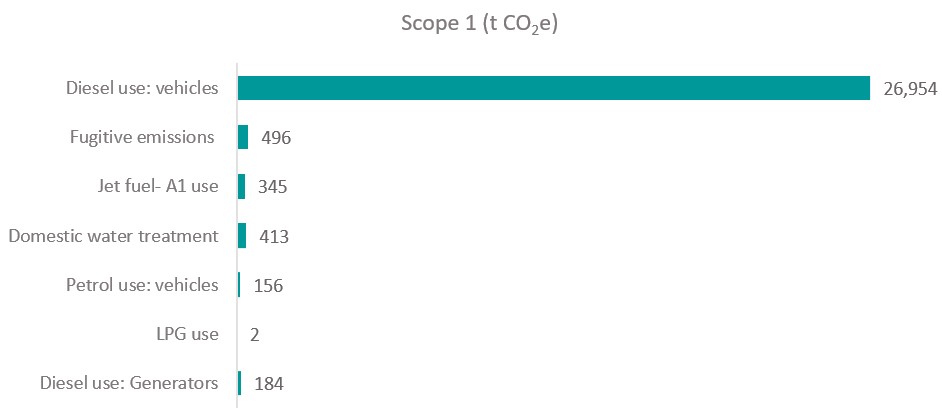 Scope 1 (t CO₂e)
Diesel use: vehicles 26,954
Fugitive emissions 496
Jet fuel- A1 use 345
Domestic water treatment 413
Petrol use: vehicles 156
LPG use 2
Diesel use: Generators 184